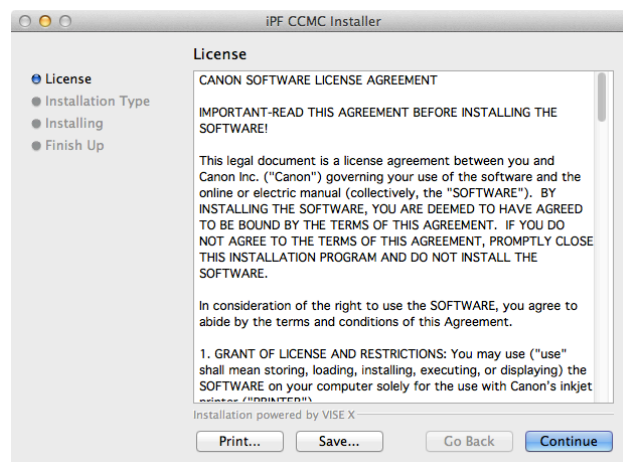 iPF CCMC Installer
License
License
Installation Type
Installing
Finish Up
CANON SOFTWARE LICENSE AGREEMENT
IMPORTANT-READ THIS AGREEMENT BEFORE INSTALLING THE
SOFTWARE!
This legal document is a license agreement between you and
Canon Inc. ("Canon") governing your use of the software and the
online or electric manual (collectively, the "SOFTWARE").  BY
INSTALLING THE SOFTWARE, YOU ARE DEEMED TO HAVE AGREED
TO BE BOUND BY THE TERMS OF THIS AGREEMENT.  IF YOU DO
NOT AGREE TO THE TERMS OF THIS AGREEMENT, PROMPTLY CLOSE
THIS INSTALLATION PROGRAM AND DO NOT INSTALL THE
SOFTWARE.
In consideration of the right to use the SOFTWARE, you agree to
abide by the terms and conditions of this Agreement.
1. GRANT OF LICENSE AND RESTRICTIONS: You may use ("use"
shall mean storing, loading, installing, executing, or displaying) the
SOFTWARE on your computer solely for the use with Canon's inkjet
printer ("PRINTER")
Installation powered by VISE X
Print...
Save...
Go Back
Continue